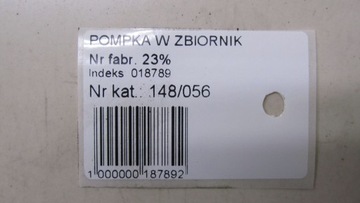 POMPKA W ZBIORNIK
Nr fabr. 23%
Indeks 018789
Nr kat.: 148/056
1 000000 187892